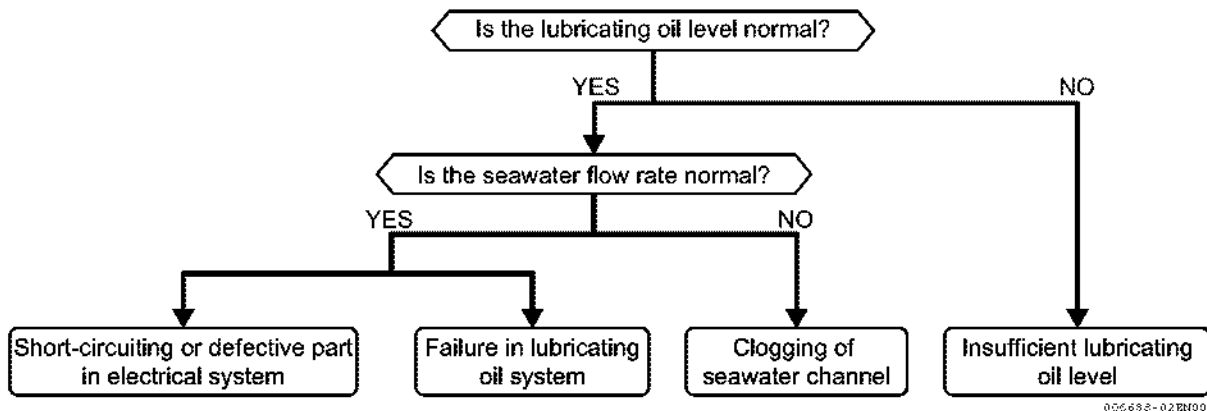 Is the lubricating oil level normal?
YES
NO
Is the seawater flow rate normal?
YES
NO
Short-circuiting or defective part
in electrical system
Failure in lubricating
oil system
Clogging of
seawater channel
Insufficient lubricating
oil level